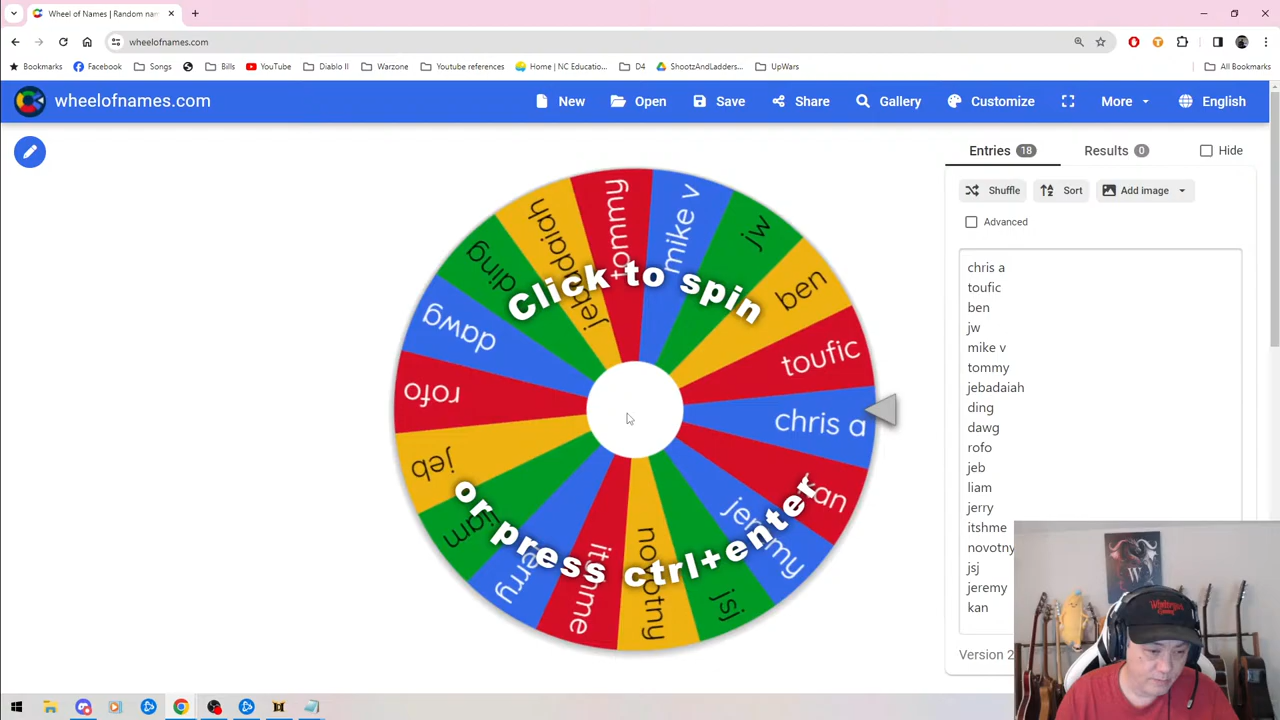 Wheel of Names | Random nam
wheelofnames.com
Bookmarks
Facebook
Songs
Bills
YouTube
Diablo II
Warzone
Youtube references
Home | NC Educatio...
D4
ShootzAndLadders...
UpWars
All Bookmarks
wheelofnames.com
New
Open
Save
Share
Gallery
Customize
More
English
Entries 18
Results 0
Hide
Shuffle
Sort
Add image
Advanced
chris a
toufic
ben
jw
mike v
tommy
jebadaiah
ding
dawg
rofo
jeb
liam
jerry
itshme
novotny
jsj
jeremy
kan
Version 2
Click to spin
or press ctrl+enter
tommy
mike v
jw
ben
toufic
chris a
kan
jeremy
jsj
novotny
itshme
jerry
liam
jeb
rofo
dawg
ding
jebadaiah
W